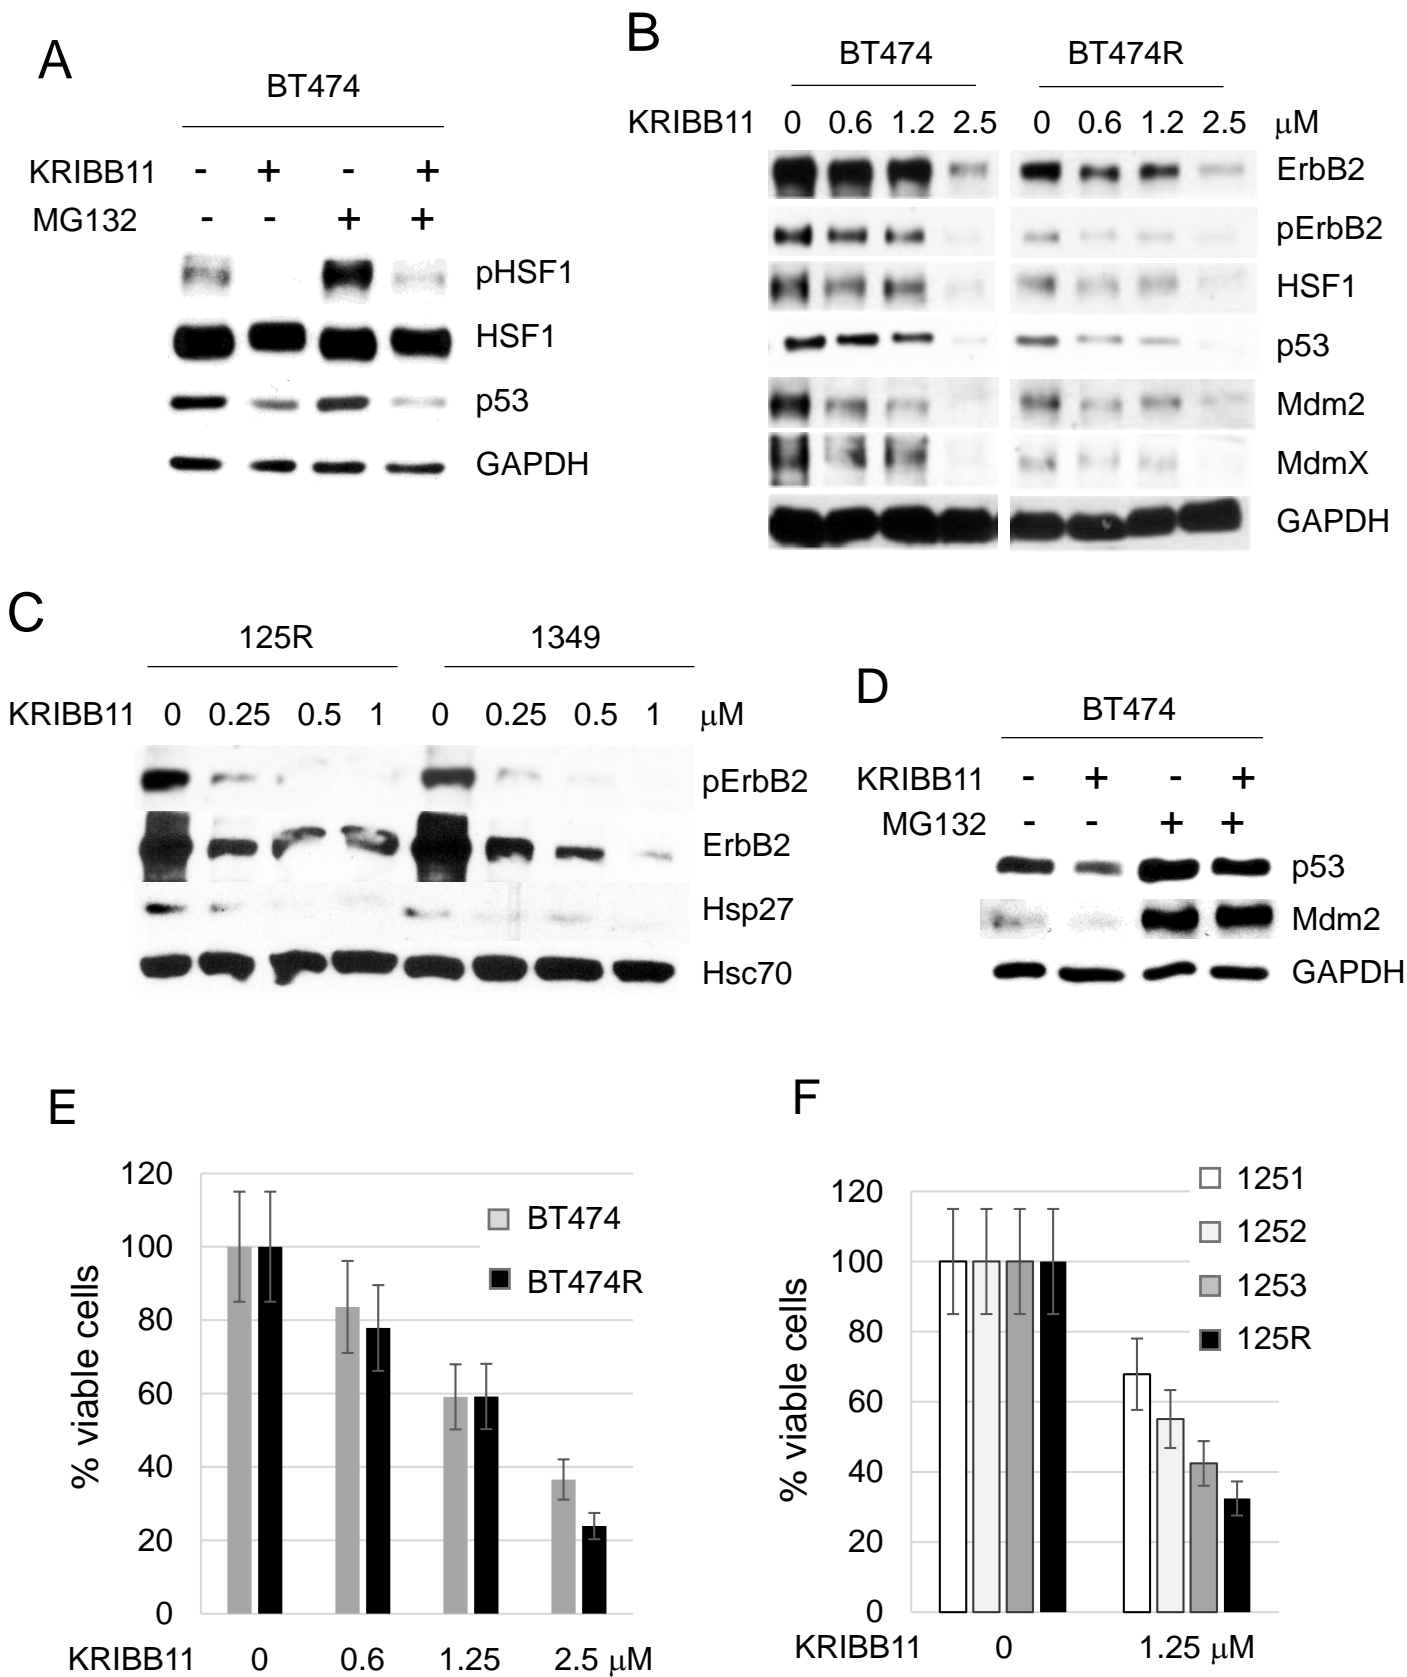 A
BT474
KRIBB11 - + - +
MG132 - - + +
pHSF1
HSF1
p53
GAPDH
B
BT474 BT474R
KRIBB11 0 0.6 1.2 2.5 0 0.6 1.2 2.5 μM
ErbB2
pErbB2
HSF1
p53
Mdm2
MdmX
GAPDH
C
125R 1349
KRIBB11 0 0.25 0.5 1 0 0.25 0.5 1 μM
pErbB2
ErbB2
Hsp27
Hsc70
D
BT474
KRIBB11 - + - +
MG132 - - + +
p53
Mdm2
GAPDH
E
% viable cells
120
100
80
60
40
20
0
BT474
BT474R
KRIBB11 0 0.6 1.25 2.5 μM
F
% viable cells
120
100
80
60
40
20
0
1251
1252
1253
125R
KRIBB11 0 1.25 μM